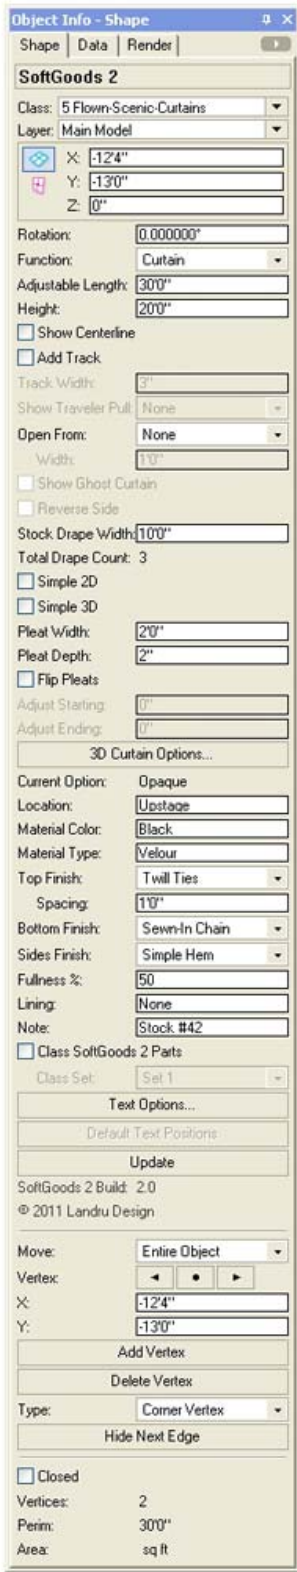 Object Info - Shape
Shape Data Render
SoftGoods 2
Class: 5 Flown-Scenic-Curtains
Layer: Main Model
X: -12'4"
Y: -13'0"
Z: 0"
Rotation: 0.000000°
Function: Curtain
Adjustable Length: 30'0"
Height: 20'0"
Show Centerline
Add Track
Track Width: 3"
Show Traveler Pull: None
Open From: None
Width: 1'0"
Show Ghost Curtain
Reverse Side
Stock Drape Width: 10'0"
Total Drape Count: 3
Simple 2D
Simple 3D
Pleat Width: 2'0"
Pleat Depth: 2"
Flip Pleats
Adjust Starting: 0"
Adjust Ending: 0"
3D Curtain Options...
Current Option: Opaque
Location: Upstage
Material Color: Black
Material Type: Velour
Top Finish: Twill Ties
Spacing: 1'0"
Bottom Finish: Sewn-In Chain
Sides Finish: Simple Hem
Fullness %: 50
Lining: None
Note: Stock #42
Class SoftGoods 2 Parts
Class Set: Set 1
Text Options...
Default Text Positions
Update
SoftGoods 2 Build: 2.0
© 2011 Landru Design
Move: Entire Object
Vertex:
X: -12'4"
Y: -13'0"
Add Vertex
Delete Vertex
Type: Corner Vertex
Hide Next Edge
Closed
Vertices: 2
Perim: 30'0"
Area: sq ft